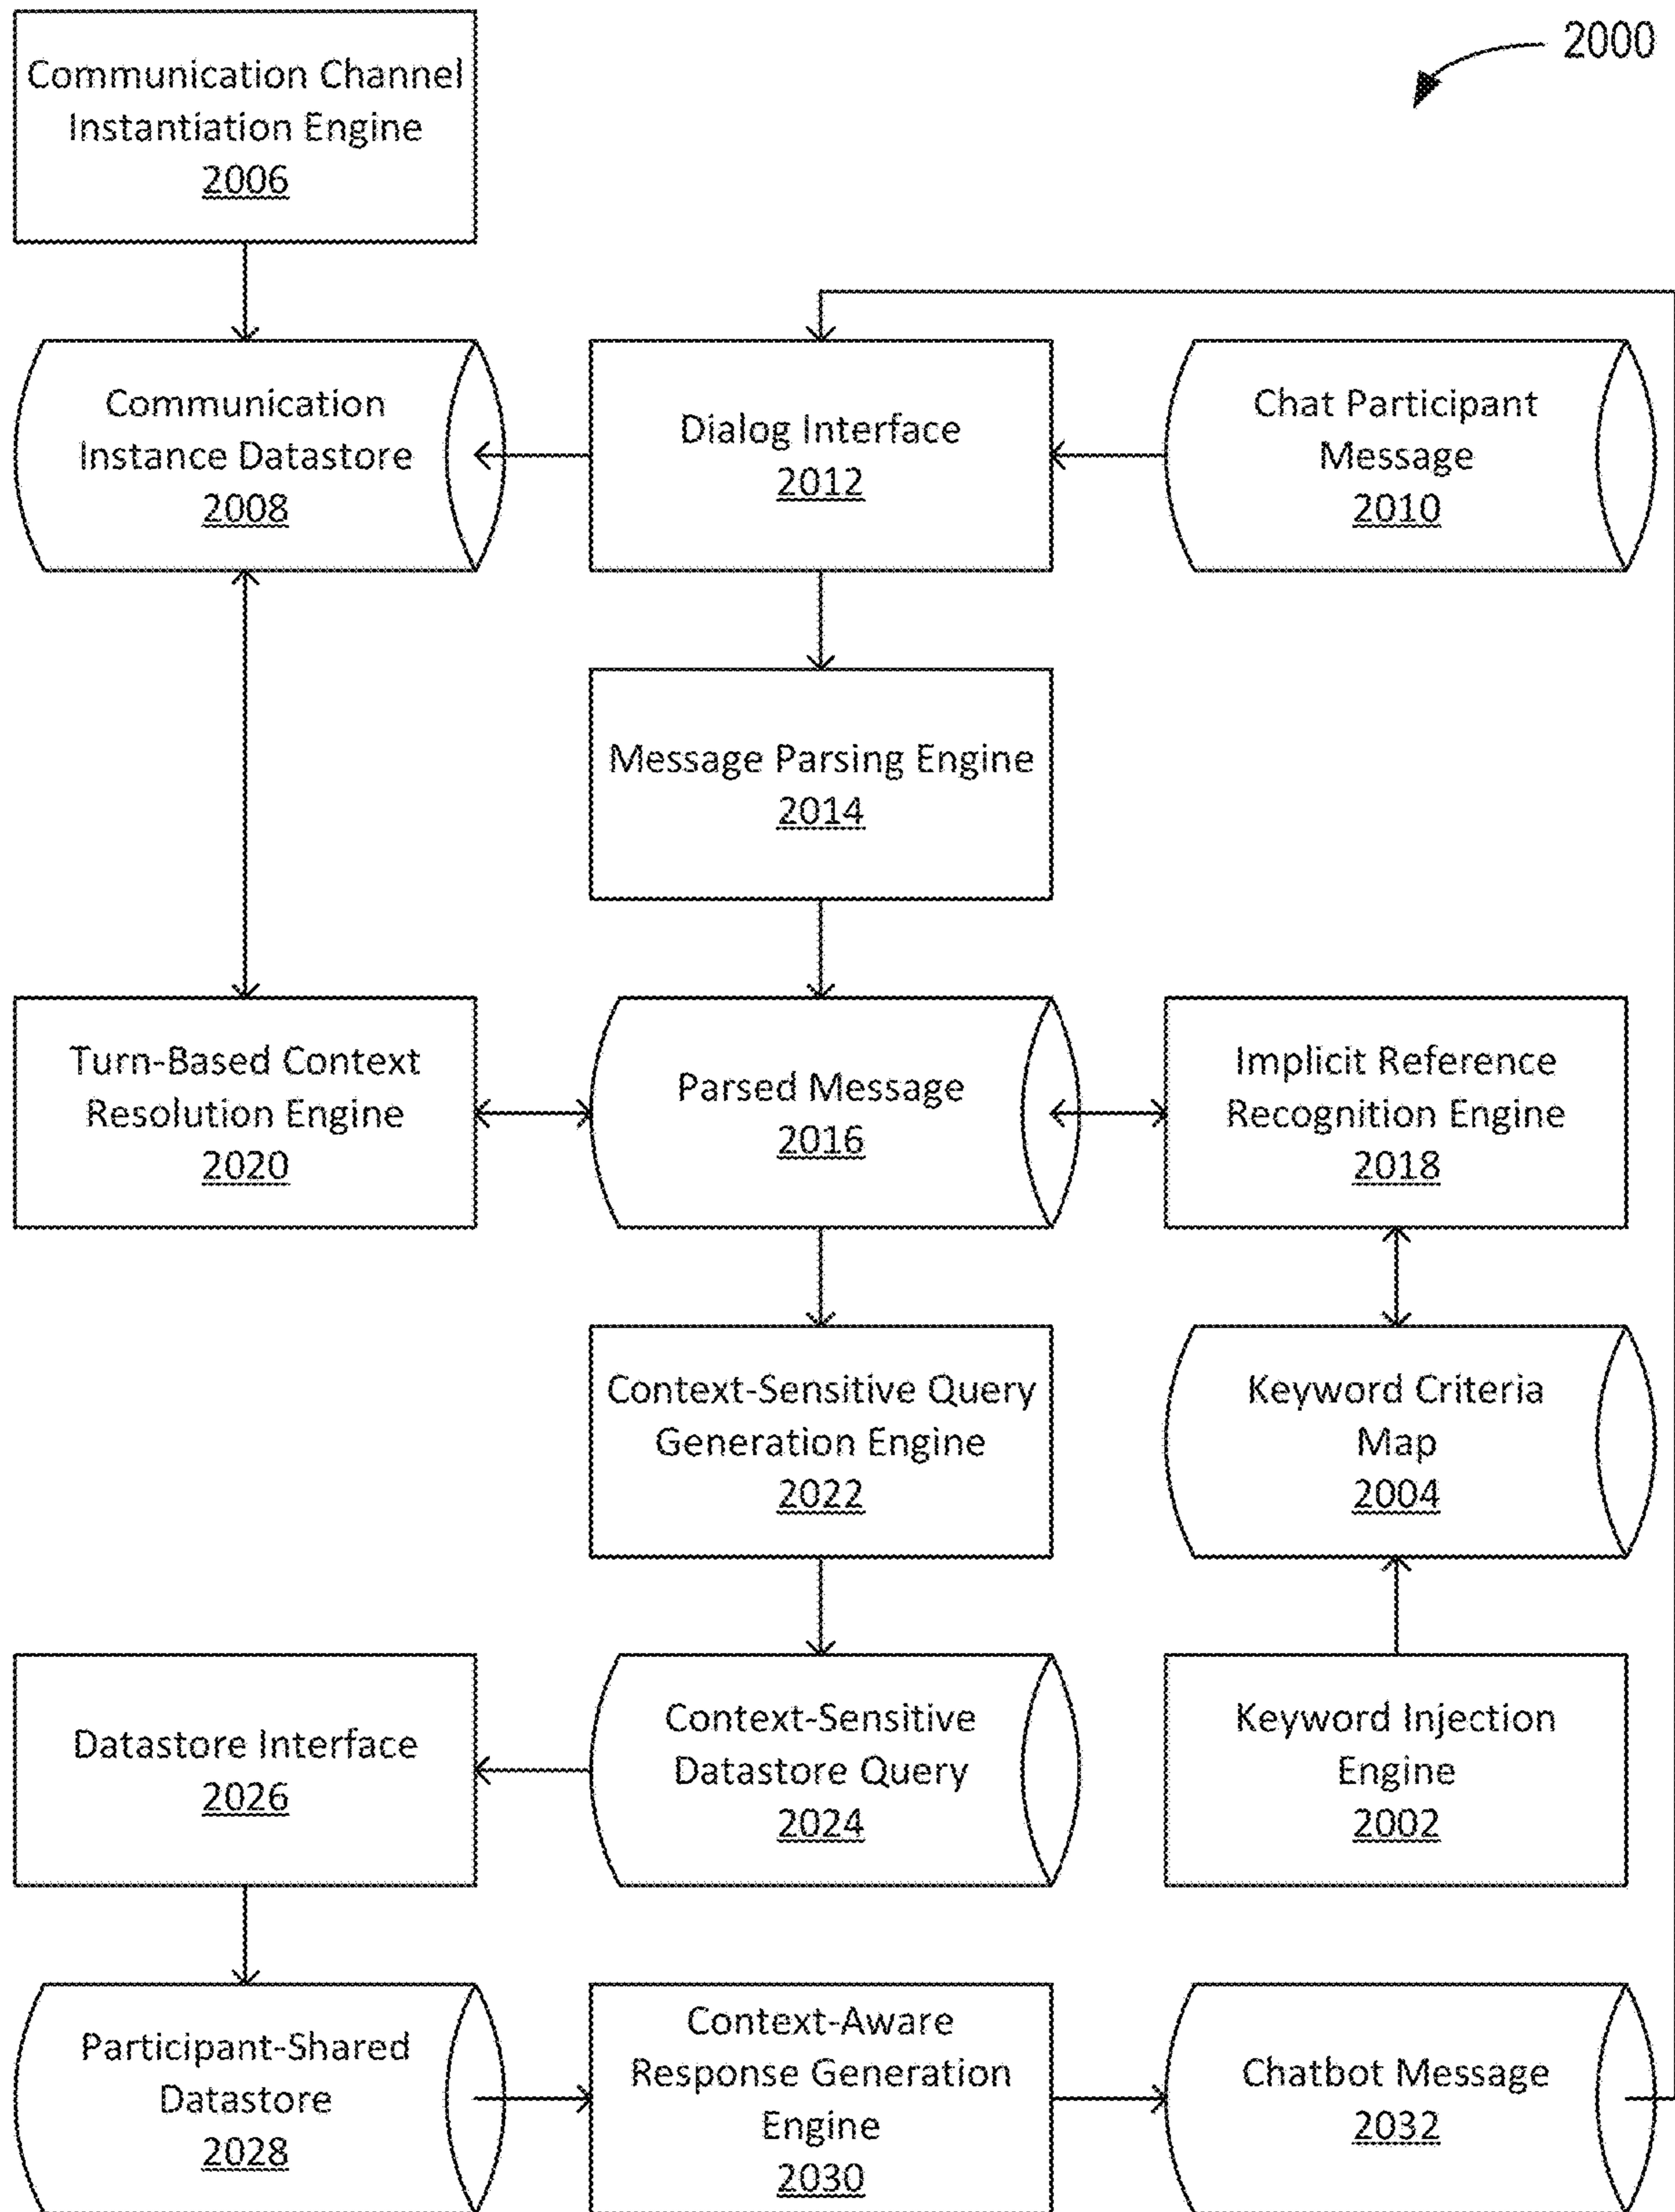 2000
Communication Channel
Instantiation Engine
2006
Communication
Instance Datastore
2008
Dialog Interface
2012
Chat Participant
Message
2010
Message Parsing Engine
2014
Turn-Based Context
Resolution Engine
2020
Parsed Message
2016
Implicit Reference
Recognition Engine
2018
Context-Sensitive Query
Generation Engine
2022
Keyword Criteria
Map
2004
Datastore Interface
2026
Context-Sensitive
Datastore Query
2024
Keyword Injection
Engine
2002
Participant-Shared
Datastore
2028
Context-Aware
Response Generation
Engine
2030
Chatbot Message
2032